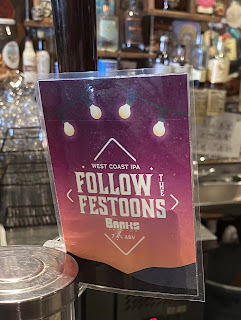 WEST COAST IPA
FOLLOW THE
FESTOONS
BANKS
ABV